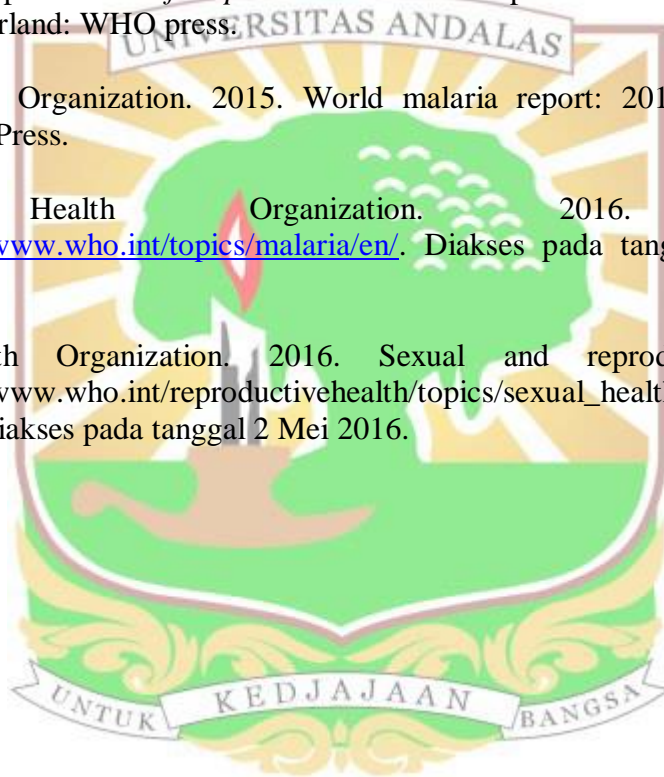 rland: WHO press.
UNIVERSITAS ANDALAS
Organization. 2015. World malaria report: 201
Press.
Health Organization. 2016.
www.who.int/topics/malaria/en/. Diakses pada tang
th Organization. 2016. Sexual and reprod
www.who.int/reproductivehealth/topics/sexual_healt
iakses pada tanggal 2 Mei 2016.
UNTUK KEDJAJAAN BANGSA